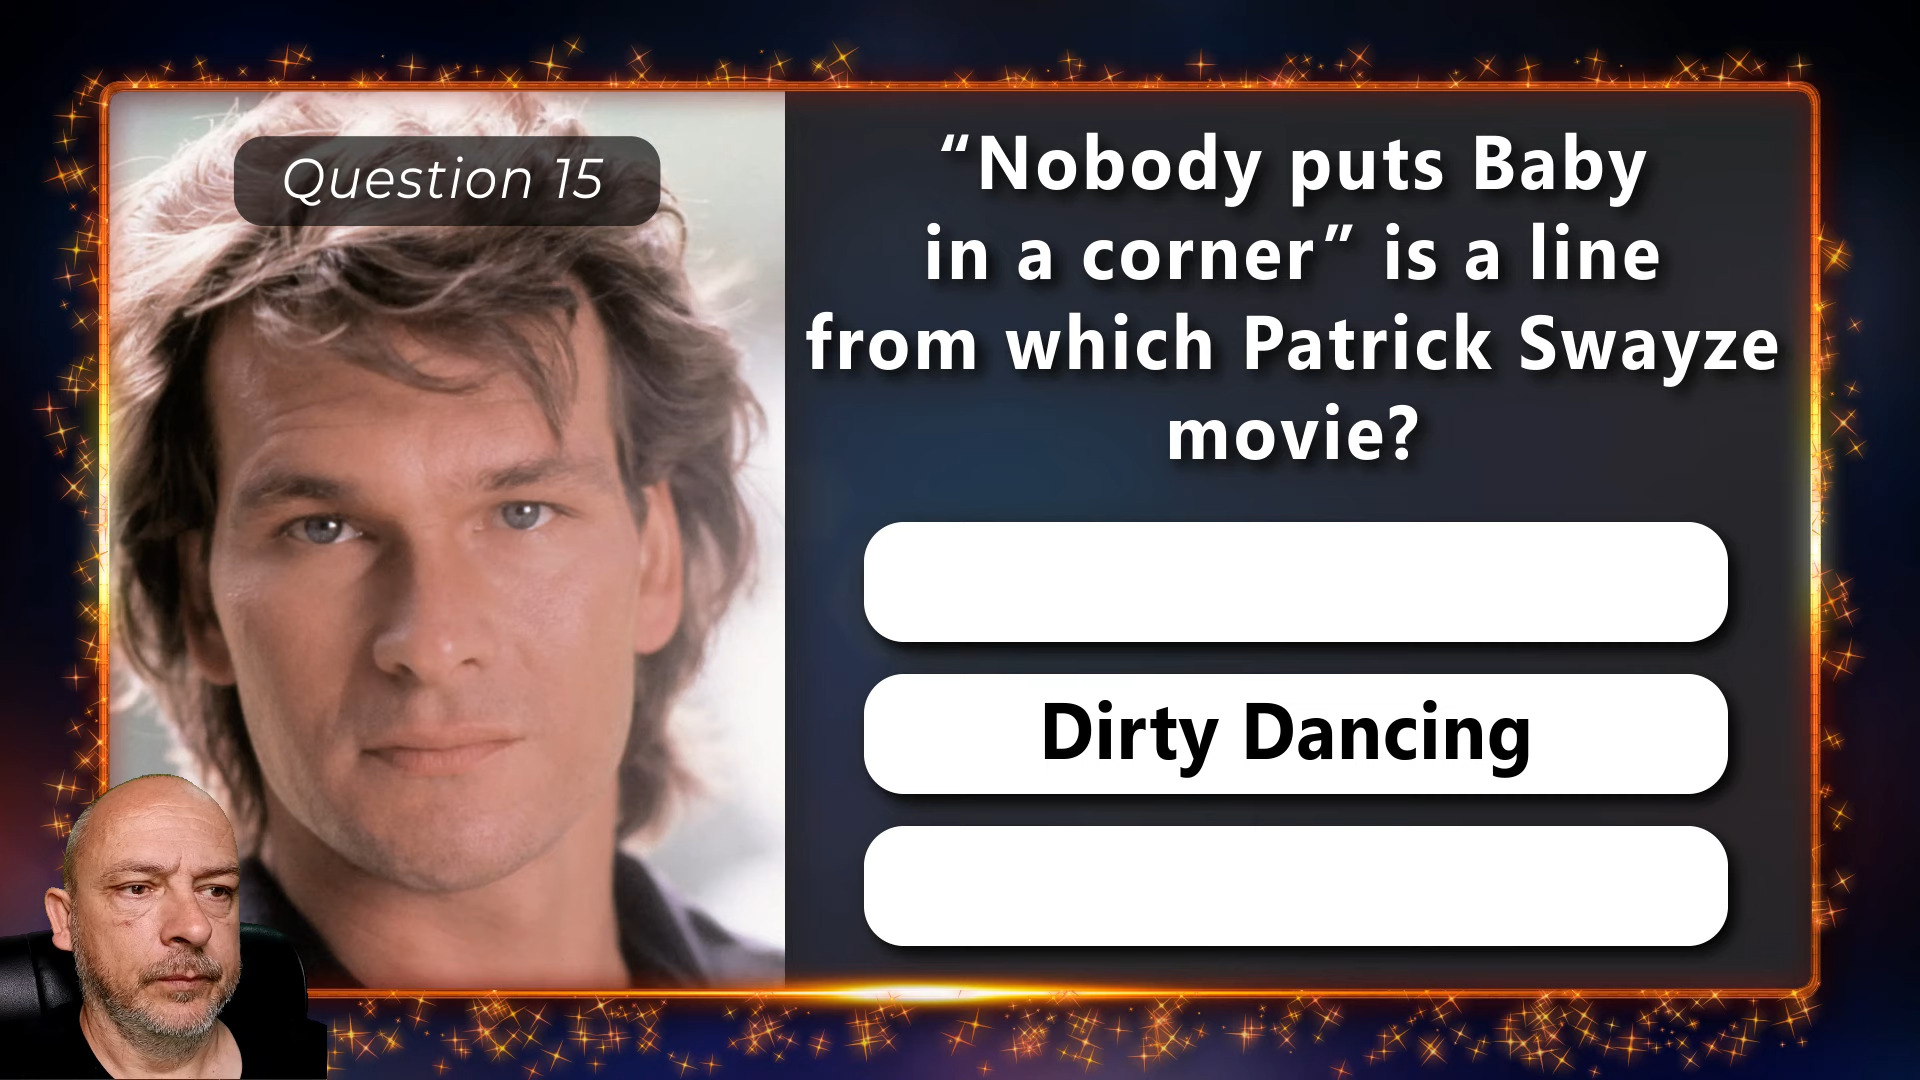 Question 15
“Nobody puts Baby
in a corner” is a line
from which Patrick Swayze
movie?
Dirty Dancing